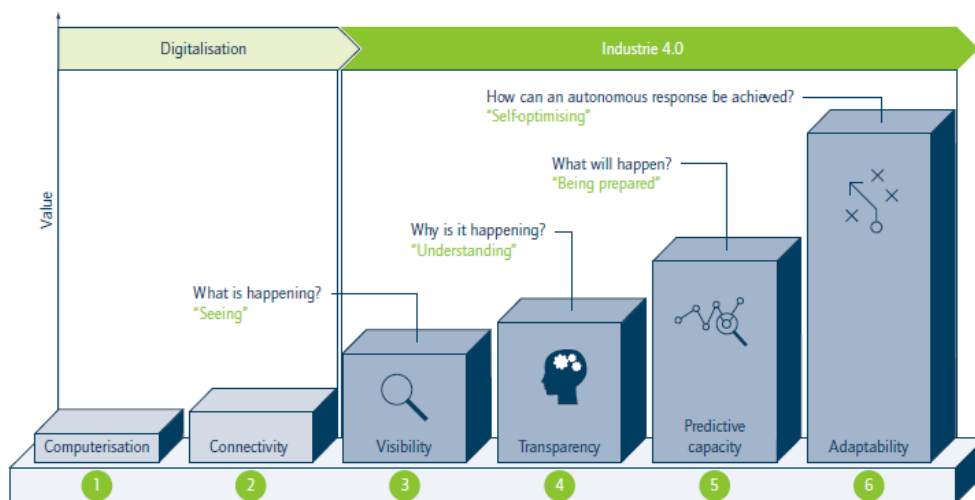 Digitalisation
Industrie 4.0
Value
How can an autonomous response be achieved?
"Self-optimising"
What will happen?
"Being prepared"
Why is it happening?
"Understanding"
What is happening?
"Seeing"
Computerisation
Connectivity
Visibility
Transparency
Predictive
capacity
Adaptability
1
2
3
4
5
6